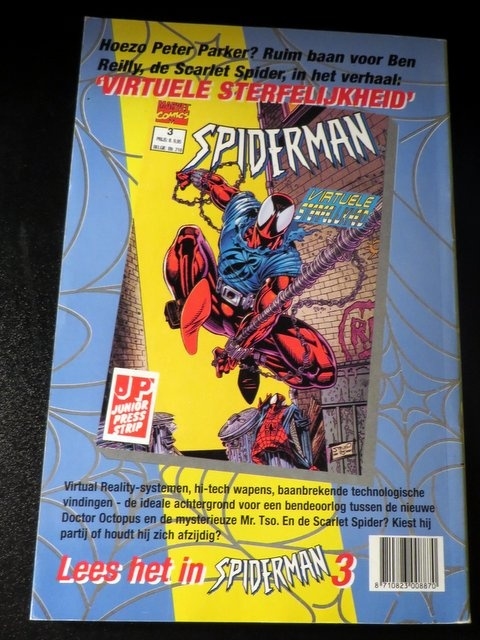 Hoezo Peter Parker? Ruim baan voor Ben
Reilly, de Scarlet Spider, in het verhaal:
'VIRTUELE STERFELIJKHEID'
MARVEL
COMICS
3
SPIDERMAN
VIRTUELE
JP
JUNIOR
PRESS
STRIP
Virtual Reality-systemen, hi-tech wapens, baanbrekende technologische
vindingen - de ideale achtergrond voor een bendeoorlog tussen de nieuwe
Doctor Octopus en de mysterieuze Mr. Tso. En de Scarlet Spider? Kiest hij
partij of houdt hij zich afzijdig?
Lees het in SPIDERMAN 3
8 710823 008870